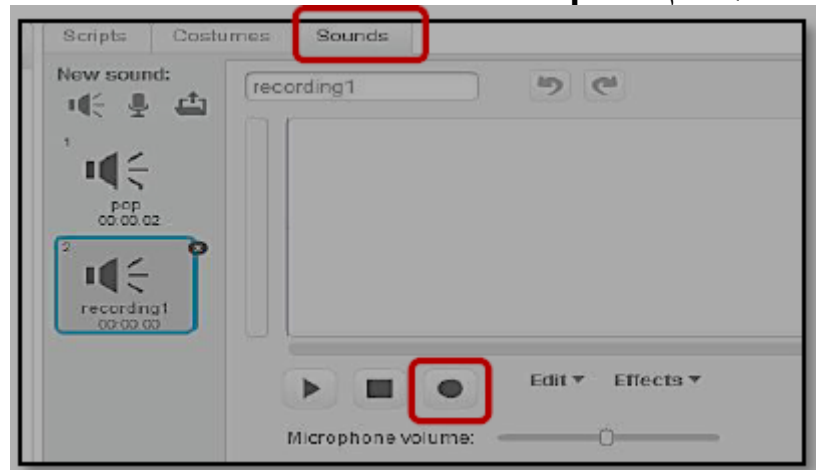 Scripts Costumes Sounds
New sound:
recording1
1
pop
00:00.02
2
recording1
00:00.00
Edit Effects
Microphone volume: